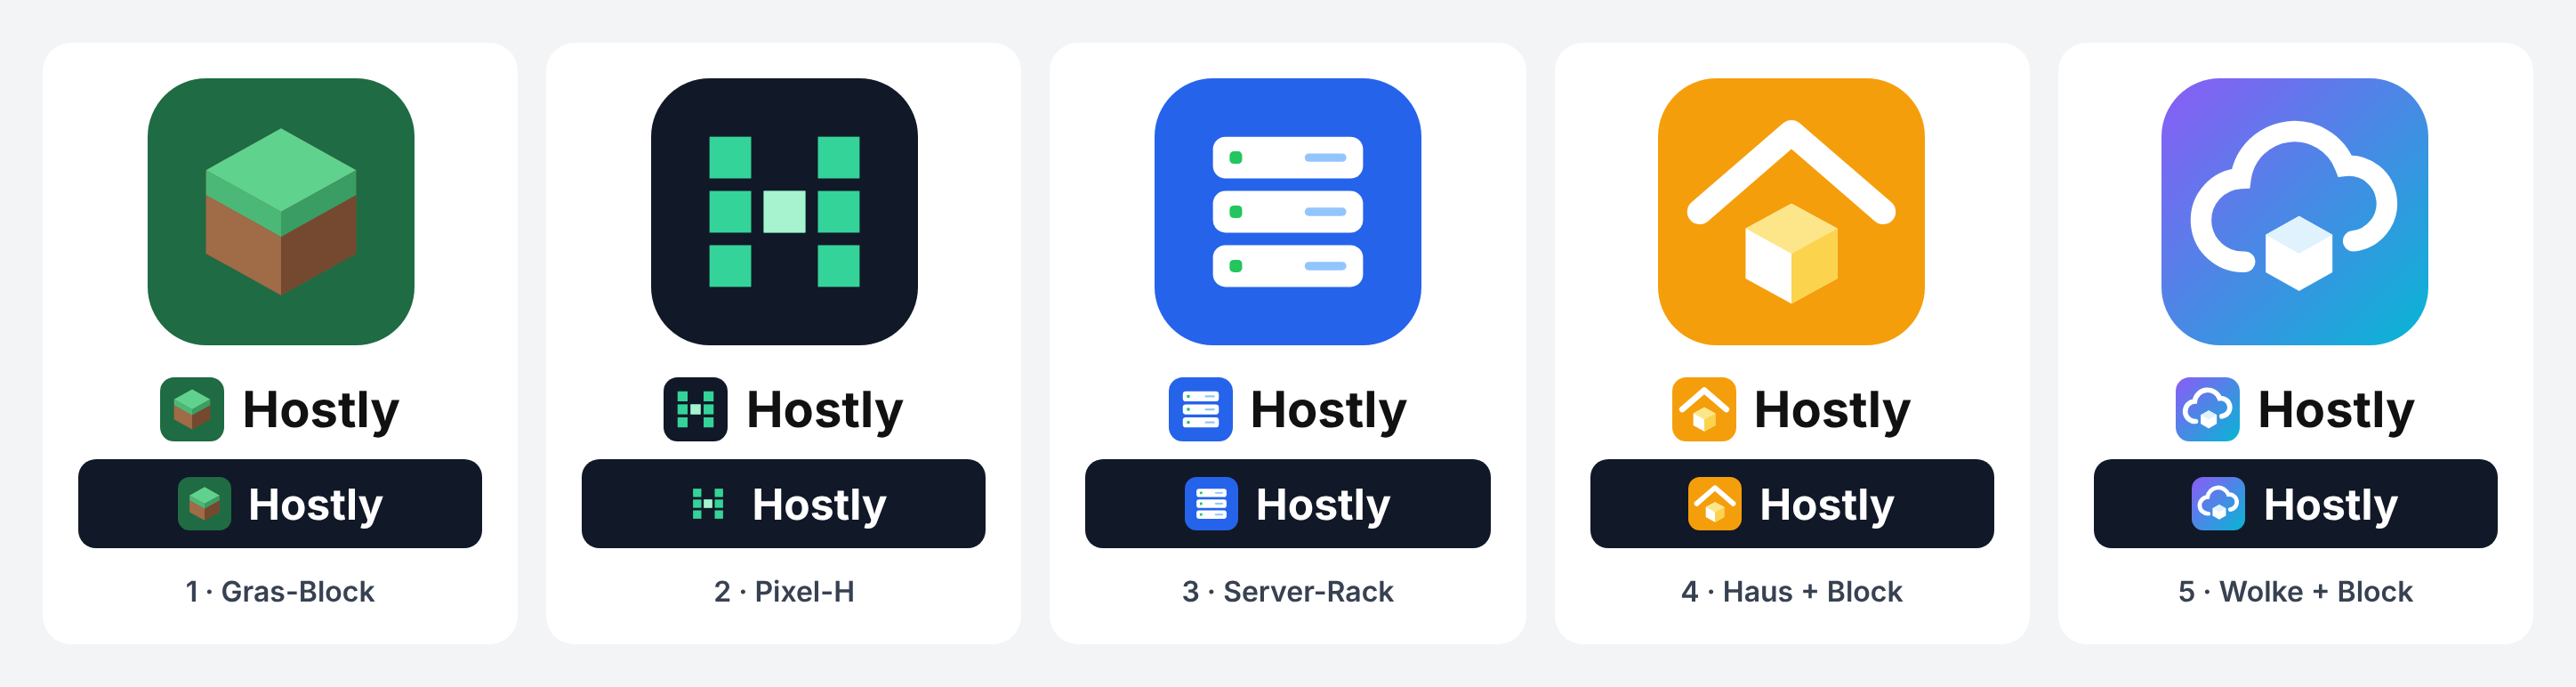 Hostly
Hostly
1 · Gras-Block
Hostly
Hostly
2 · Pixel-H
Hostly
Hostly
3 · Server-Rack
Hostly
Hostly
4 · Haus + Block
Hostly
Hostly
5 · Wolke + Block